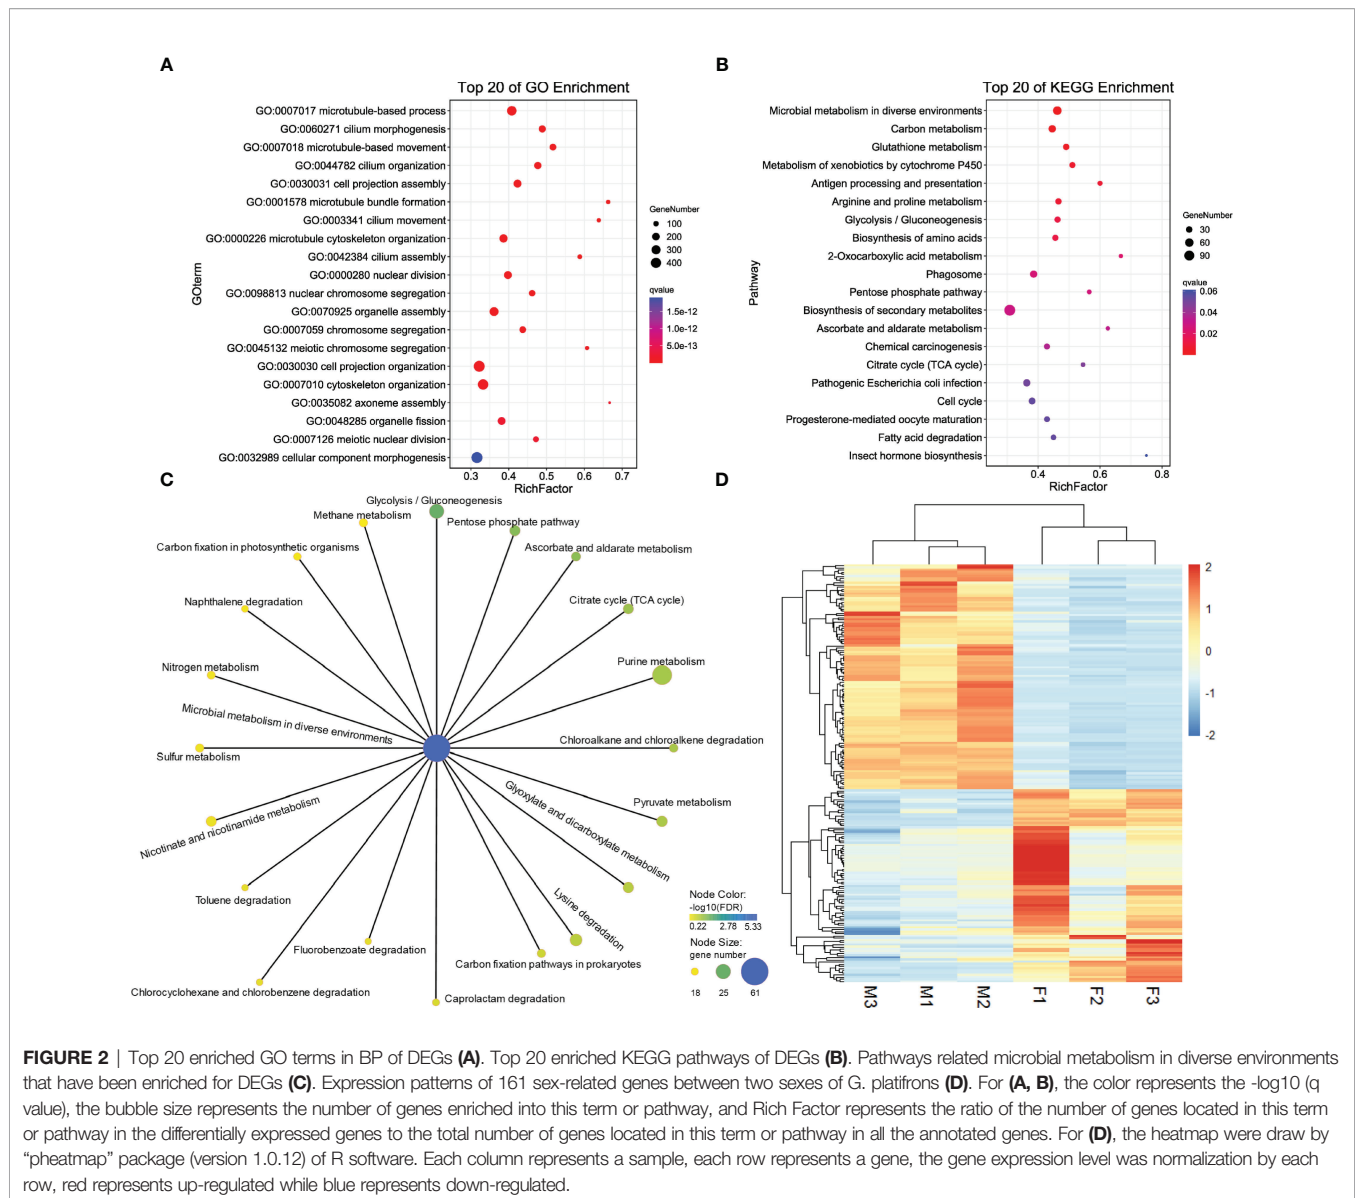 A
Top 20 of GO Enrichment
GO:0007017 microtubule-based process
GO:0060271 cilium morphogenesis
GO:0007018 microtubule-based movement
GO:0044782 cilium organization
GO:0030031 cell projection assembly
GO:0001578 microtubule bundle formation
GO:0003341 cilium movement
GO:0000226 microtubule cytoskeleton organization
GO:0042384 cilium assembly
GO:0000280 nuclear division
GO:0098813 nuclear chromosome segregation
GO:0070925 organelle assembly
GO:0007059 chromosome segregation
GO:0045132 meiotic chromosome segregation
GO:0030030 cell projection organization
GO:0007010 cytoskeleton organization
GO:0035082 axoneme assembly
GO:0048285 organelle fission
GO:0007126 meiotic nuclear division
GO:0032989 cellular component morphogenesis
GOterm
0.3 0.4 0.5 0.6 0.7
RichFactor
GeneNumber
100
200
300
400
qvalue
1.5e-12
1.0e-12
5.0e-13
B
Top 20 of KEGG Enrichment
Microbial metabolism in diverse environments
Carbon metabolism
Glutathione metabolism
Metabolism of xenobiotics by cytochrome P450
Antigen processing and presentation
Arginine and proline metabolism
Glycolysis / Gluconeogenesis
Biosynthesis of amino acids
2-Oxocarboxylic acid metabolism
Phagosome
Pentose phosphate pathway
Biosynthesis of secondary metabolites
Ascorbate and aldarate metabolism
Chemical carcinogenesis
Citrate cycle (TCA cycle)
Pathogenic Escherichia coli infection
Cell cycle
Progesterone-mediated oocyte maturation
Fatty acid degradation
Insect hormone biosynthesis
Pathway
0.4 0.6 0.8
RichFactor
GeneNumber
30
60
90
qvalue
0.06
0.04
0.02
C
Glycolysis / Gluconeogenesis
Methane metabolism
Pentose phosphate pathway
Carbon fixation in photosynthetic organisms
Ascorbate and aldarate metabolism
Naphthalene degradation
Citrate cycle (TCA cycle)
Nitrogen metabolism
Purine metabolism
Microbial metabolism in diverse environments
Sulfur metabolism
Chloroalkane and chloroalkene degradation
Nicotinate and nicotinamide metabolism
Pyruvate metabolism
Glyoxylate and dicarboxylate metabolism
Toluene degradation
Lysine degradation
Fluorobenzoate degradation
Carbon fixation pathways in prokaryotes
Chlorocyclohexane and chlorobenzene degradation
Caprolactam degradation
Node Color:
-log10(FDR)
0.22 2.78 5.33
Node Size:
gene number
18 25 61
D
2
1
0
-1
-2
M3 M1 M2 F1 F2 F3
FIGURE 2 | Top 20 enriched GO terms in BP of DEGs (A). Top 20 enriched KEGG pathways of DEGs (B). Pathways related microbial metabolism in diverse environments
that have been enriched for DEGs (C). Expression patterns of 161 sex-related genes between two sexes of G. platifrons (D). For (A, B), the color represents the -log10 (q
value), the bubble size represents the number of genes enriched into this term or pathway, and Rich Factor represents the ratio of the number of genes located in this term
or pathway in the differentially expressed genes to the total number of genes located in this term or pathway in all the annotated genes. For (D), the heatmap were draw by
“pheatmap” package (version 1.0.12) of R software. Each column represents a sample, each row represents a gene, the gene expression level was normalization by each
row, red represents up-regulated while blue represents down-regulated.